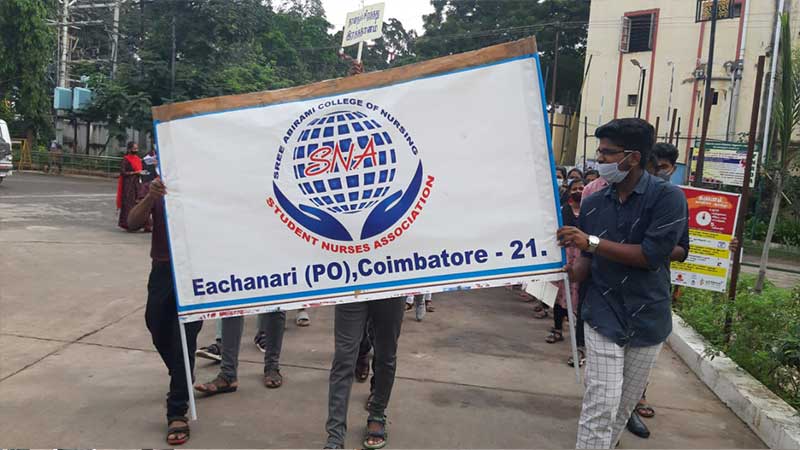 SREE ABIRAMI COLLEGE OF NURSING
SNA
STUDENT NURSES ASSOCIATION
Eachanari (PO),Coimbatore - 21.